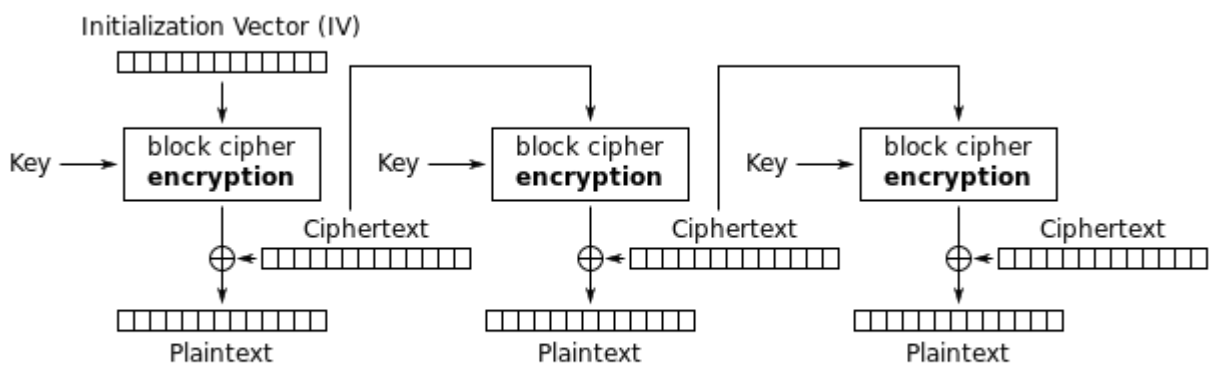 Initialization Vector (IV)
Key
block cipher
encryption
Ciphertext
Plaintext
Key
block cipher
encryption
Ciphertext
Plaintext
Key
block cipher
encryption
Ciphertext
Plaintext